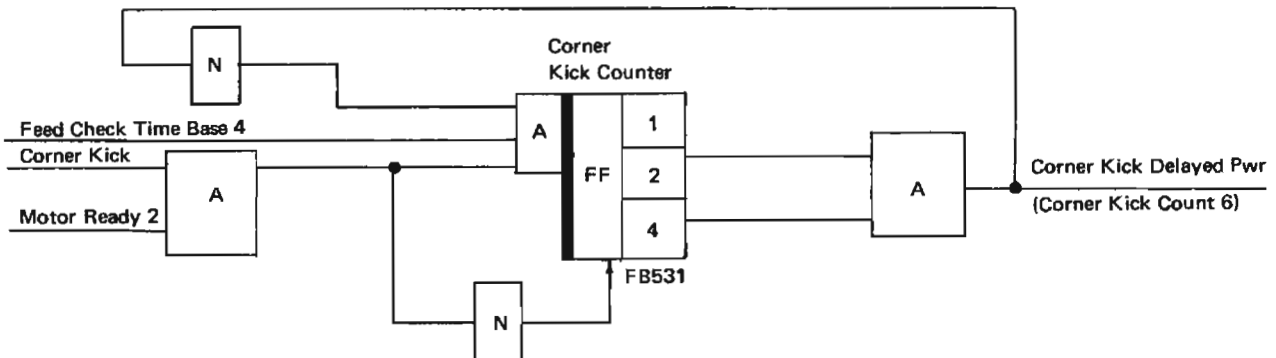 N
Corner
Kick Counter
Feed Check Time Base 4
Corner Kick
Motor Ready 2
A
A
FF
1
2
4
FB531
A
Corner Kick Delayed Pwr
(Corner Kick Count 6)
N